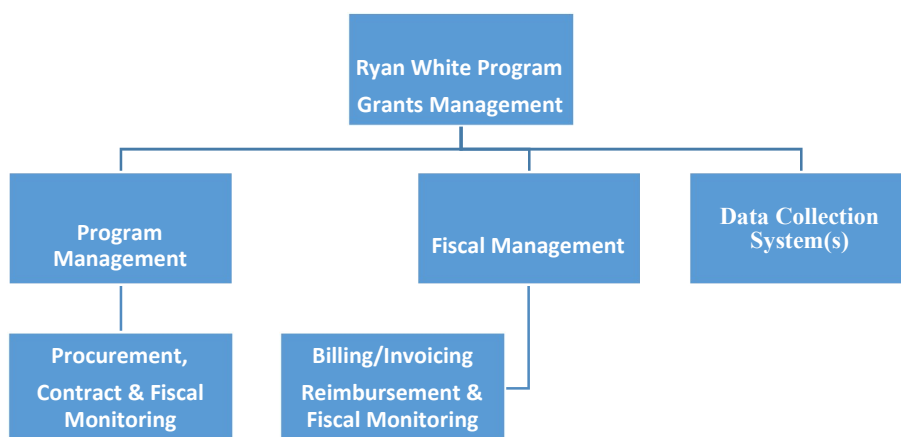 Ryan White Program
Grants Management
Program
Management
Fiscal Management
Data Collection
System(s)
Procurement,
Contract & Fiscal
Monitoring
Billing/Invoicing
Reimbursement &
Fiscal Monitoring